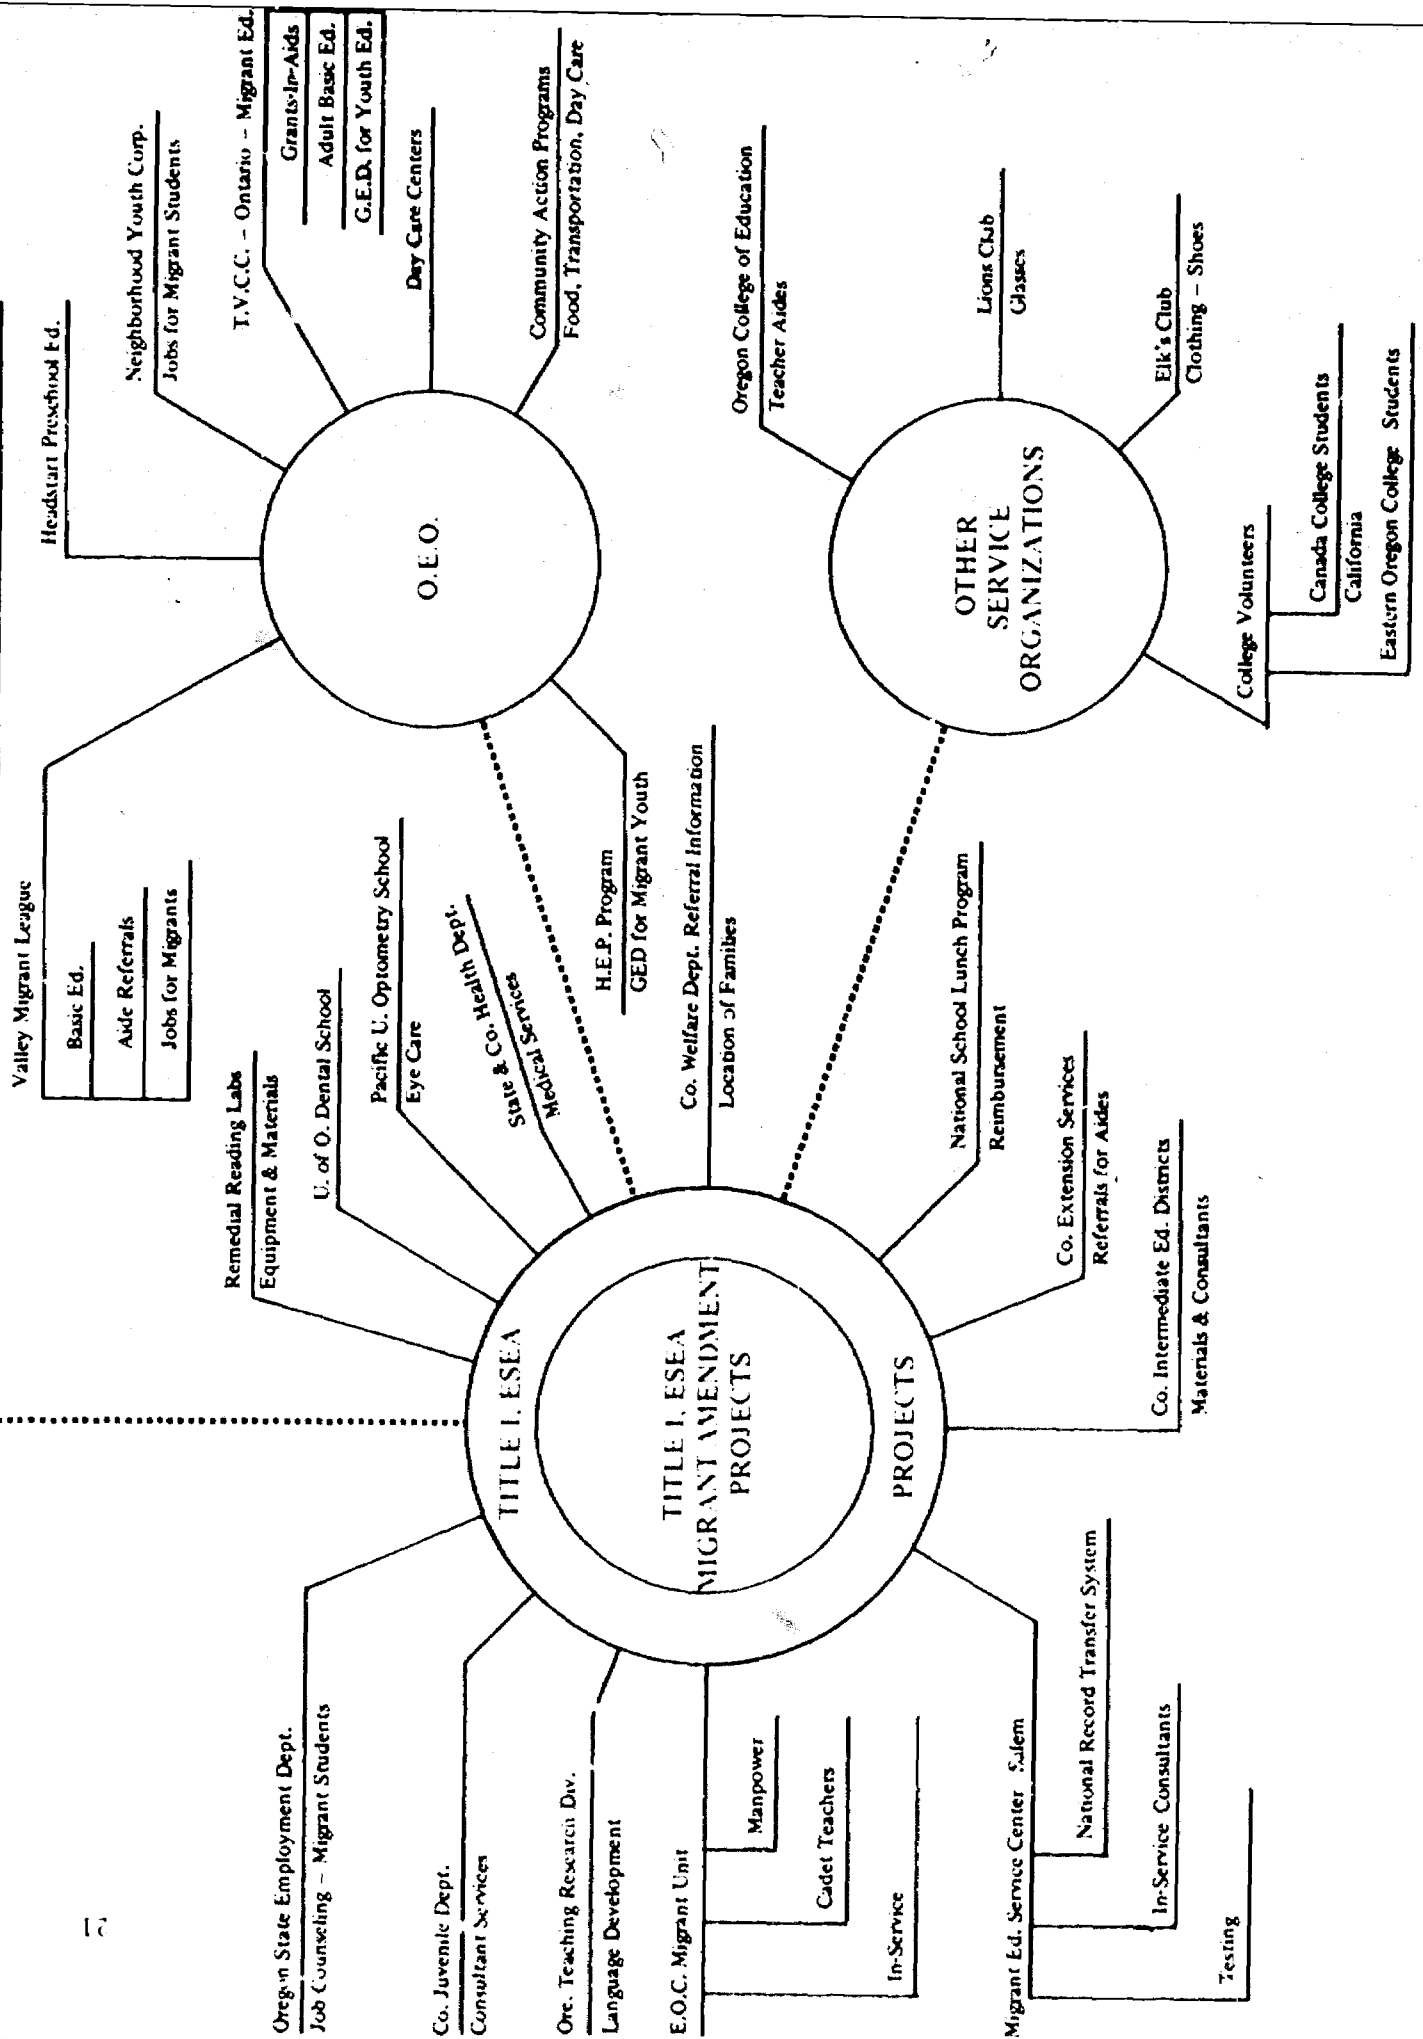 Oregon State Employment Dept.
Job Counseling – Migrant Students
Co. Juvenile Dept.
Consultant Services
Ore. Teaching Research Div.
Language Development
E.O.C. Migrant Unit
Manpower
Cadet Teachers
In-Service
Migrant Ed. Service Center Salem
National Record Transfer System
In-Service Consultants
Testing
TITLE I, ESEA
TITLE I, ESEA
MIGRANT AMENDMENT
PROJECTS
PROJECTS
Remedial Reading Labs
Equipment & Materials
U. of O. Dental School
Pacific U. Optometry School
Eye Care
State & Co. Health Dept.
Medical Services
Co. Welfare Dept. Referral Information
Location of Families
National School Lunch Program
Reimbursement
Co. Extension Services
Referrals for Aides
Co. Intermediate Ed. Districts
Materials & Consultants
Valley Migrant League
Basic Ed.
Aide Referrals
Jobs for Migrants
Headstart Preschool Ed.
Neighborhood Youth Corp.
Jobs for Migrant Students
T.V.C.C. – Ontario – Migrant Ed.
Grants-In-Aids
Adult Basic Ed.
G.E.D. for Youth Ed.
Day Care Centers
Community Action Programs
Food, Transportation, Day Care
O.E.O.
H.E.P. Program
GED for Migrant Youth
OTHER
SERVICE
ORGANIZATIONS
Oregon College of Education
Teacher Aides
Lions Club
Glasses
Elk's Club
Clothing – Shoes
College Volunteers
Canada College Students
California
Eastern Oregon College Students